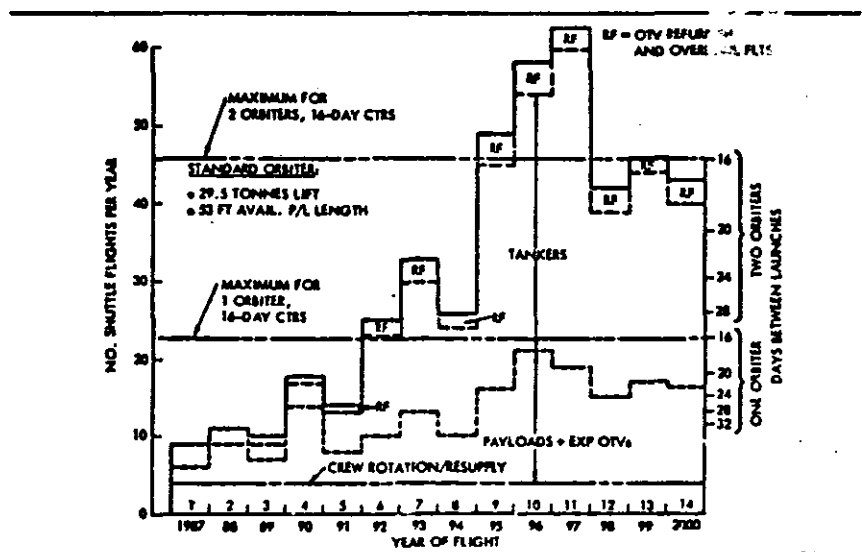 RF = OTV REFUR
AND OVER FLTS
60
50
40
30
20
10
0
NO. SHUTTLE FLIGHTS PER YEAR
MAXIMUM FOR
2 ORBITERS, 16-DAY CTRS
STANDARD ORBITER:
• 29.5 TONNES LIFT
• 53 FT AVAIL. P/L LENGTH
MAXIMUM FOR
1 ORBITER,
16-DAY CTRS
RF
RF
RF
RF
RF
RF
RF
RF
RF
RF
TANKERS
PAYLOADS + EXP OTVs
CREW ROTATION/RESUPPLY
16
20
24
28
16
20
24
28
32
TWO ORBITERS
ONE ORBITER
DAYS BETWEEN LAUNCHES
1 2 3 4 5 6 7 8 9 10 11 12 13 14
1987 88 89 90 91 92 93 94 95 96 97 98 99 2000
YEAR OF FLIGHT